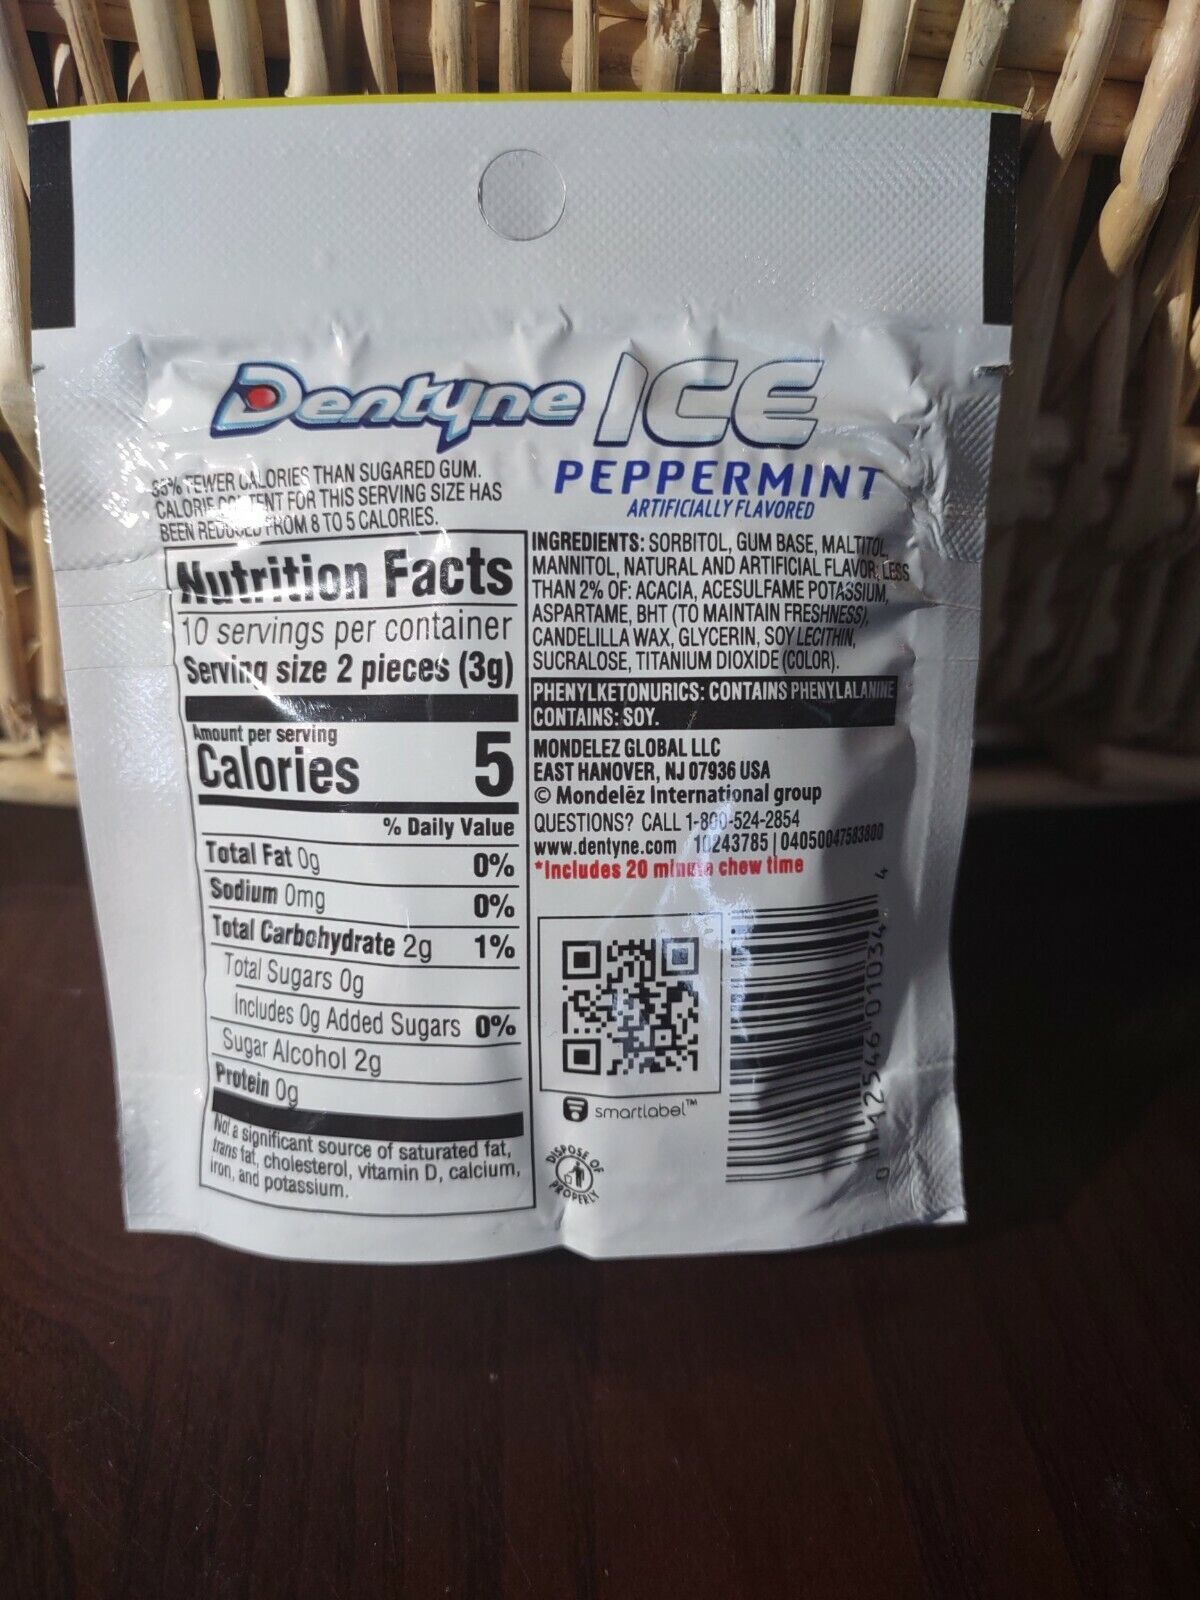 Dentyne ICE
PEPPERMINT
ARTIFICIALLY FLAVORED
FEWER CALORIES THAN SUGARED GUM.
CALORIE CONTENT FOR THIS SERVING SIZE HAS
BEEN REDUCED FROM 8 TO 5 CALORIES.
Nutrition Facts
10 servings per container
Serving size 2 pieces (3g)
Amount per serving
Calories 5
% Daily Value
Total Fat 0g 0%
Sodium 0mg 0%
Total Carbohydrate 2g 1%
Total Sugars 0g
Includes 0g Added Sugars 0%
Sugar Alcohol 2g
Protein 0g
Not a significant source of saturated fat,
trans fat, cholesterol, vitamin D, calcium,
iron, and potassium.
INGREDIENTS: SORBITOL, GUM BASE, MALTITOL,
MANNITOL, NATURAL AND ARTIFICIAL FLAVOR; LESS
THAN 2% OF: ACACIA, ACESULFAME POTASSIUM,
ASPARTAME, BHT (TO MAINTAIN FRESHNESS),
CANDELILLA WAX, GLYCERIN, SOY LECITHIN,
SUCRALOSE, TITANIUM DIOXIDE (COLOR).
PHENYLKETONURICS: CONTAINS PHENYLALANINE
CONTAINS: SOY.
MONDELEZ GLOBAL LLC
EAST HANOVER, NJ 07936 USA
© Mondelēz International group
QUESTIONS? CALL 1-800-524-2854
www.dentyne.com 10243785 | 04050047583800
*Includes 20 minute chew time
smartlabel™
DISPOSE OF
PROPERLY
0 12546 01034 4